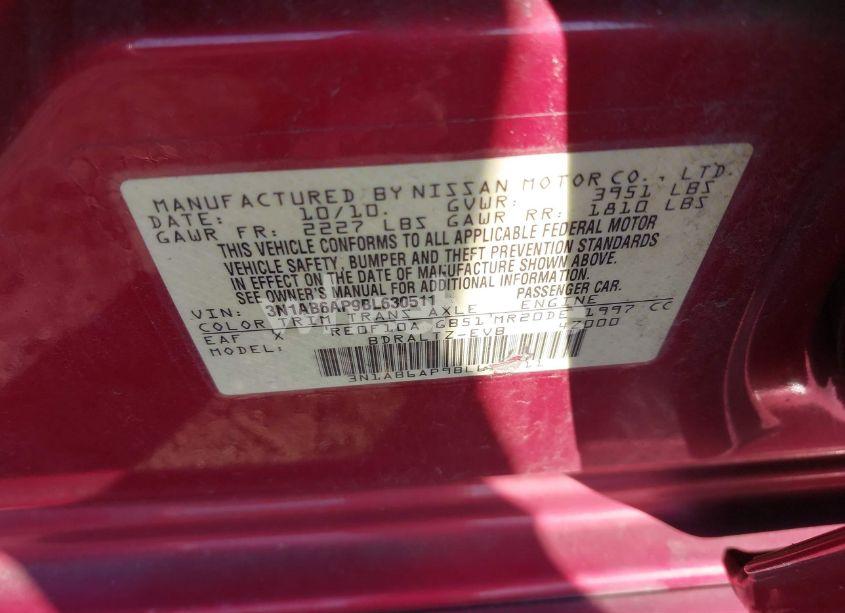 MANUFACTURED BY NISSAN MOTOR CO., LTD.
DATE: 10/10. GVWR: 3951 LBS
GAWR FR: 2227 LBS GAWR RR: 1810 LBS
THIS VEHICLE CONFORMS TO ALL APPLICABLE FEDERAL MOTOR
VEHICLE SAFETY, BUMPER AND THEFT PREVENTION STANDARDS
IN EFFECT ON THE DATE OF MANUFACTURE SHOWN ABOVE.
SEE OWNER'S MANUAL FOR ADDITIONAL INFORMATION.
VIN: 3N1AB6AP9BL630511 PASSENGER CAR.
COLOR TRIM TRANS AXLE ENGINE
EAF X RE0F10A GB51 MR20DE 1997 CC
MODEL: BDRALTZ-EVB 47000
3N1AB6AP9BL6